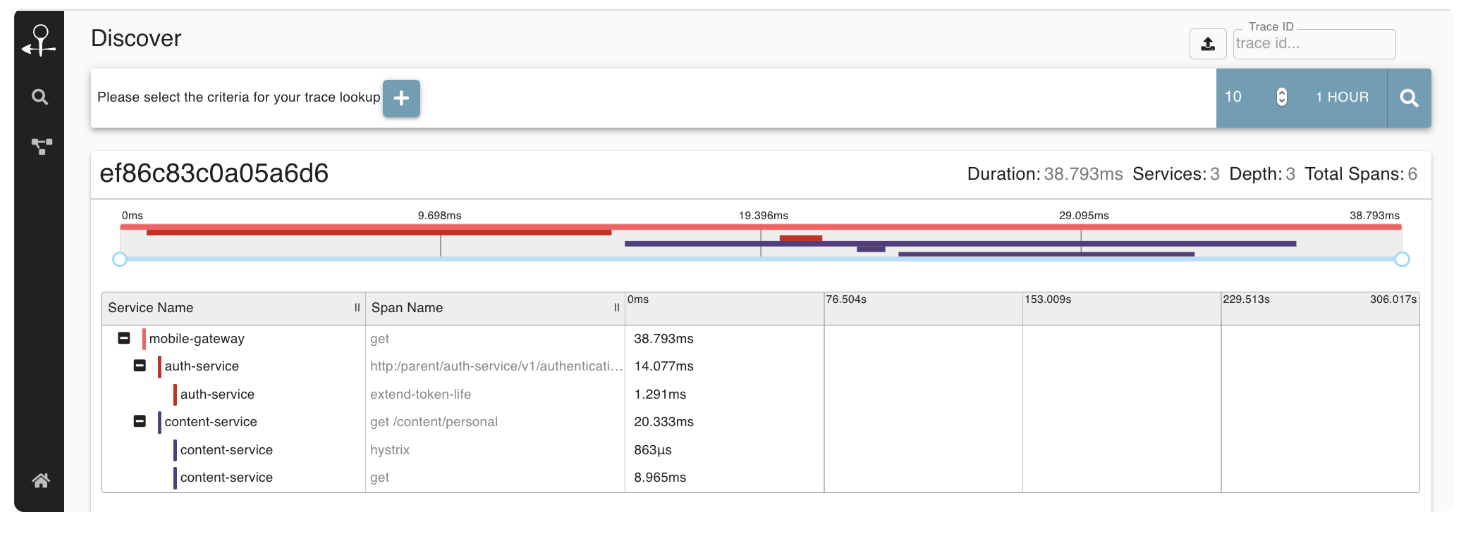 Discover
Trace ID
trace id...
Please select the criteria for your trace lookup
10 1 HOUR
ef86c83c0a05a6d6
Duration: 38.793ms Services: 3 Depth: 3 Total Spans: 6
0ms 9.698ms 19.396ms 29.095ms 38.793ms
Service Name Span Name 0ms 76.504s 153.009s 229.513s 306.017s
mobile-gateway get 38.793ms
auth-service http:/parent/auth-service/v1/authenticati... 14.077ms
auth-service extend-token-life 1.291ms
content-service get /content/personal 20.333ms
content-service hystrix 863μs
content-service get 8.965ms